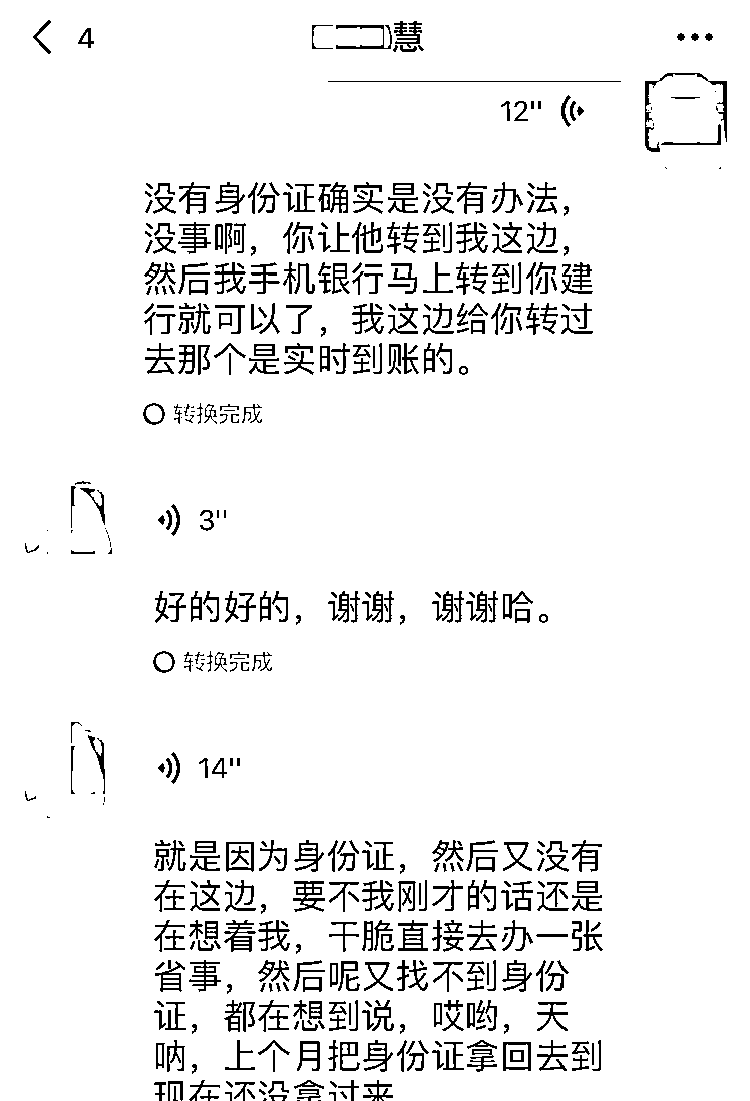 4
慧
12"
没有身份证确实是没有办法，
没事啊，你让他转到我这边，
然后我手机银行马上转到你建
行就可以了，我这边给你转过
去那个是实时到账的。
转换完成
3"
好的好的，谢谢，谢谢哈。
转换完成
14"
就是因为身份证，然后又没有
在这边，要不我刚才的话还是
在想着我，干脆直接去办一张
省事，然后呢又找不到身份
证，都在想到说，哎哟，天
呐，上个月把身份证拿回去到
现在还没拿过来